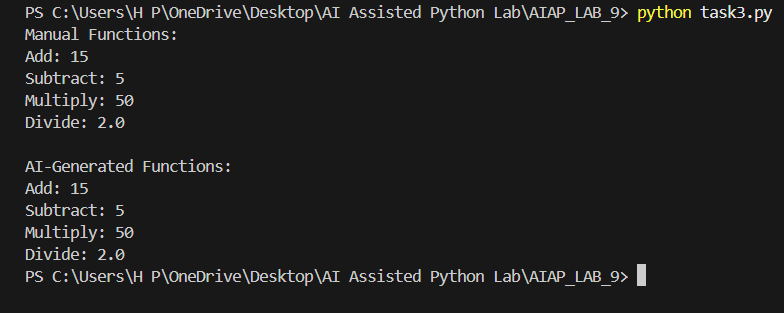 PS C:\Users\H P\OneDrive\Desktop\AI Assisted Python Lab\AIAP_LAB_9> python task3.py
Manual Functions:
Add: 15
Subtract: 5
Multiply: 50
Divide: 2.0
AI-Generated Functions:
Add: 15
Subtract: 5
Multiply: 50
Divide: 2.0
PS C:\Users\H P\OneDrive\Desktop\AI Assisted Python Lab\AIAP_LAB_9>